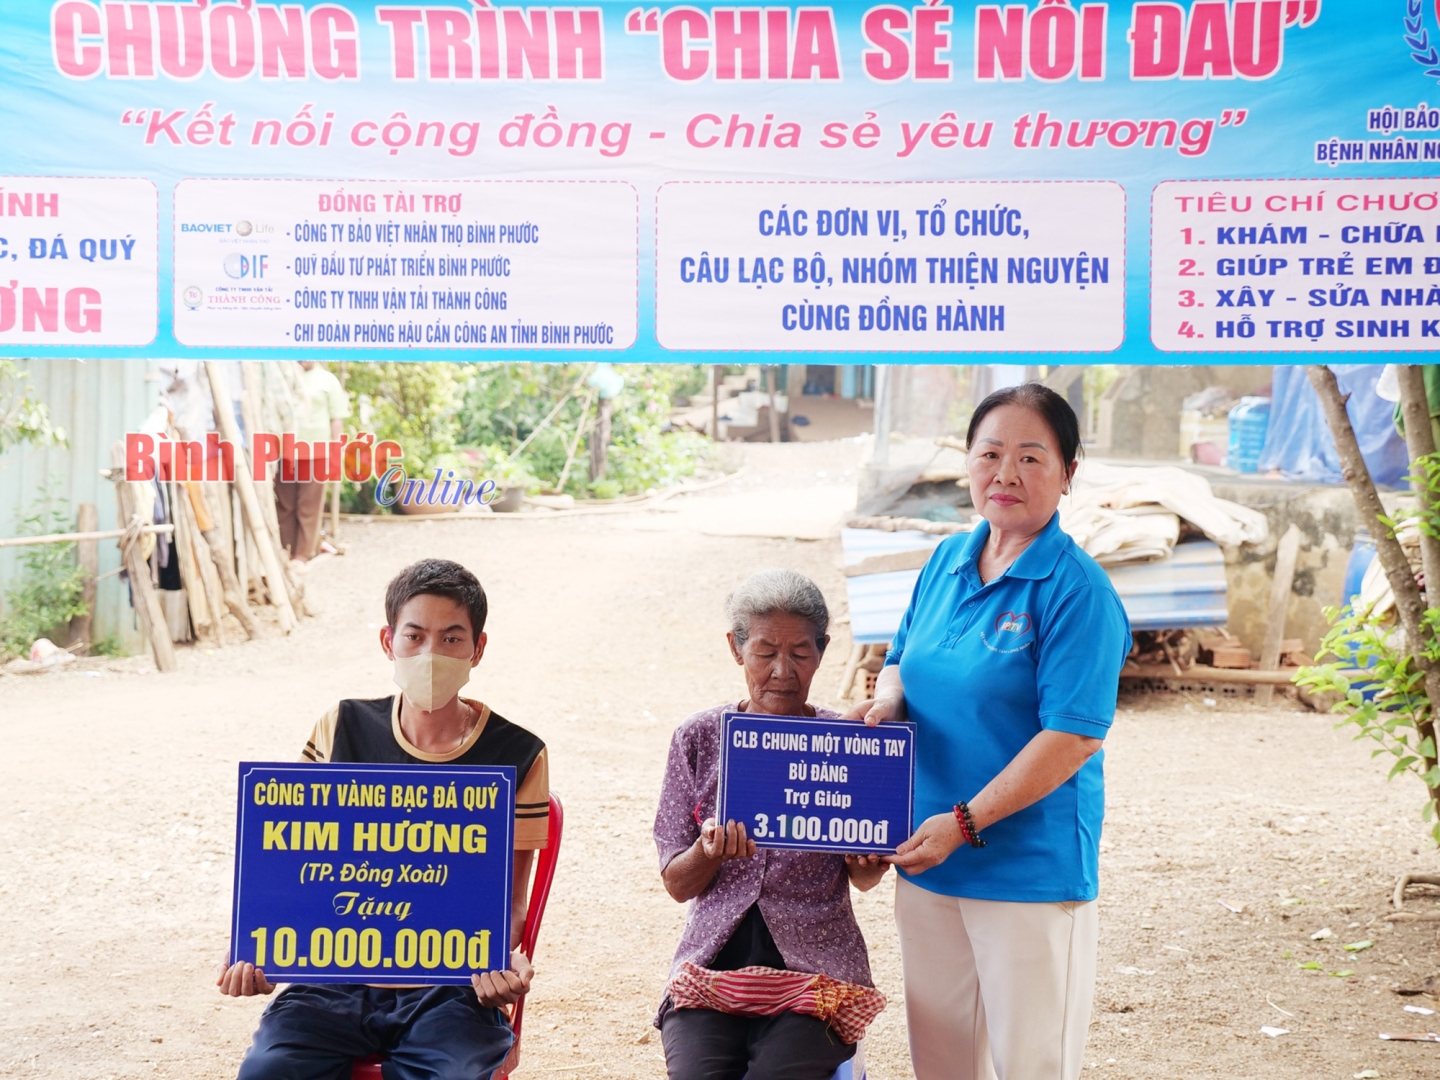 CHƯƠNG TRÌNH “CHIA SẺ NỖI ĐAU”
“Kết nối cộng đồng - Chia sẻ yêu thương”
HỘI BẢO
BỆNH NHÂN
ĐÁ QUÝ
ĐỒNG TÀI TRỢ
BAOVIET Life
- CÔNG TY BẢO VIỆT NHÂN THỌ BÌNH PHƯỚC
DIF
- QUỸ ĐẦU TƯ PHÁT TRIỂN BÌNH PHƯỚC
THÀNH CÔNG
- CÔNG TY TNHH VẬN TẢI THÀNH CÔNG
- CHI ĐOÀN PHÒNG HẬU CẦN CÔNG AN TỈNH BÌNH PHƯỚC
CÁC ĐƠN VỊ, TỔ CHỨC,
CÂU LẠC BỘ, NHÓM THIỆN NGUYỆN
CÙNG ĐỒNG HÀNH
TIÊU CHÍ CHƯƠ
1. KHÁM - CHỮA
2. GIÚP TRẺ EM Đ
3. XÂY - SỬA NHÀ
4. HỖ TRỢ SINH K
Bình Phước
Online
CÔNG TY VÀNG BẠC ĐÁ QUÝ
KIM HƯƠNG
(TP. Đồng Xoài)
Tặng
10.000.000đ
CLB CHUNG MỘT VÒNG TAY
BÙ ĐĂNG
Trợ Giúp
3.100.000đ